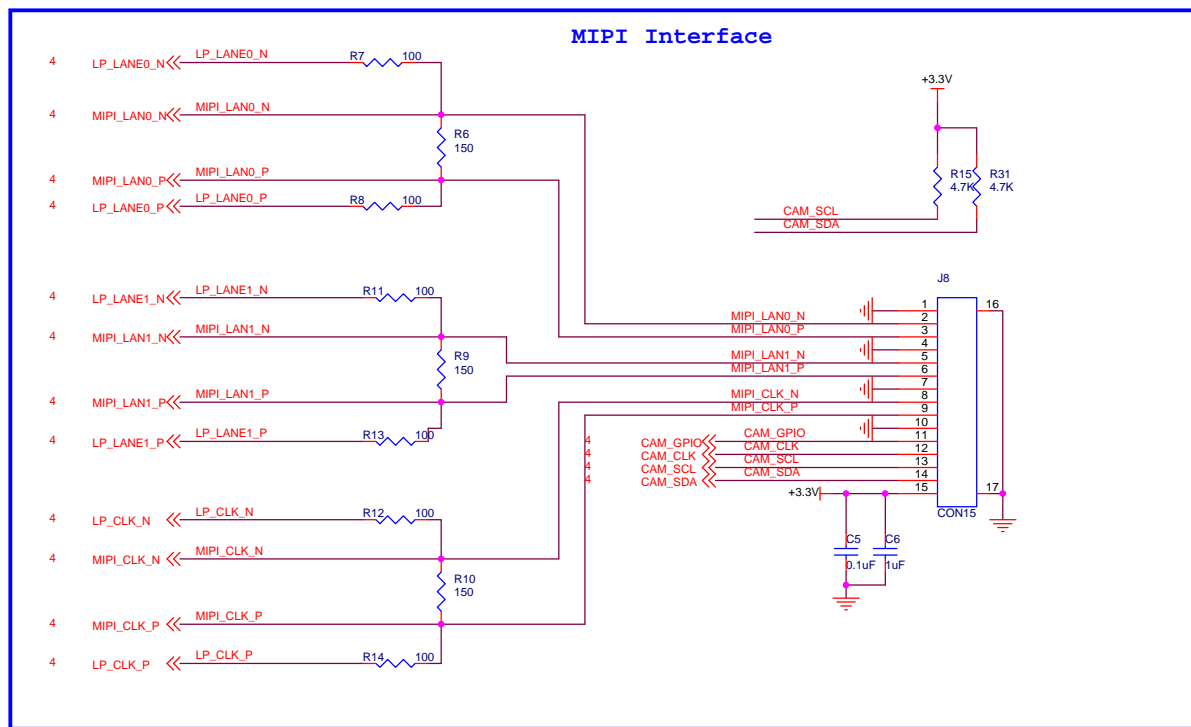 MIPI Interface
4 LP_LANE0_N LP_LANE0_N R7 100
4 MIPI_LAN0_N MIPI_LAN0_N
R6
150
4 MIPI_LAN0_P MIPI_LAN0_P
4 LP_LANE0_P LP_LANE0_P R8 100
+3.3V
R15 R31
4.7K 4.7K
CAM_SCL
CAM_SDA
4 LP_LANE1_N LP_LANE1_N R11 100
4 MIPI_LAN1_N MIPI_LAN1_N
R9
150
4 MIPI_LAN1_P MIPI_LAN1_P
4 LP_LANE1_P LP_LANE1_P R13 100
J8
1 16
MIPI_LAN0_N 2
MIPI_LAN0_P 3
4
MIPI_LAN1_N 5
MIPI_LAN1_P 6
7
MIPI_CLK_N 8
MIPI_CLK_P 9
10
4 CAM_GPIO CAM_GPIO 11
4 CAM_CLK CAM_CLK 12
4 CAM_SCL CAM_SCL 13
4 CAM_SDA CAM_SDA 14
+3.3V 15 17
CON15
C5 C6
0.1uF 1uF
4 LP_CLK_N LP_CLK_N R12 100
4 MIPI_CLK_N MIPI_CLK_N
R10
150
4 MIPI_CLK_P MIPI_CLK_P
4 LP_CLK_P LP_CLK_P R14 100